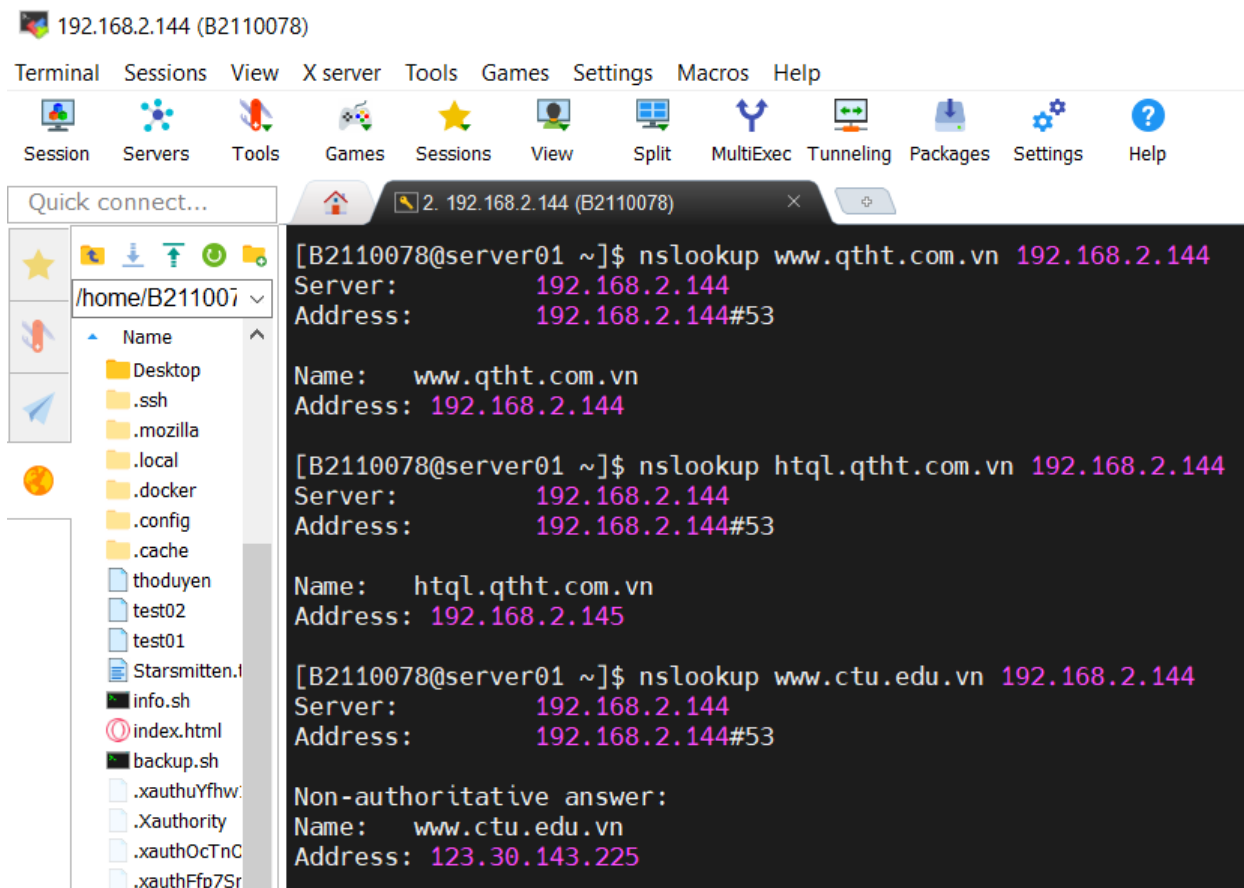 192.168.2.144 (B2110078)
Terminal Sessions View X server Tools Games Settings Macros Help
Session Servers Tools Games Sessions View Split MultiExec Tunneling Packages Settings Help
Quick connect...
2. 192.168.2.144 (B2110078)
/home/B211007
Name
Desktop
.ssh
.mozilla
.local
.docker
.config
.cache
thoduyen
test02
test01
Starsmitten.t
info.sh
index.html
backup.sh
.xauthuYfhw
.Xauthority
.xauthOcTnC
.xauthFfp7Sr
[B2110078@server01 ~]$ nslookup www.qtht.com.vn 192.168.2.144
Server: 192.168.2.144
Address: 192.168.2.144#53
Name: www.qtht.com.vn
Address: 192.168.2.144
[B2110078@server01 ~]$ nslookup htql.qtht.com.vn 192.168.2.144
Server: 192.168.2.144
Address: 192.168.2.144#53
Name: htql.qtht.com.vn
Address: 192.168.2.145
[B2110078@server01 ~]$ nslookup www.ctu.edu.vn 192.168.2.144
Server: 192.168.2.144
Address: 192.168.2.144#53
Non-authoritative answer:
Name: www.ctu.edu.vn
Address: 123.30.143.225